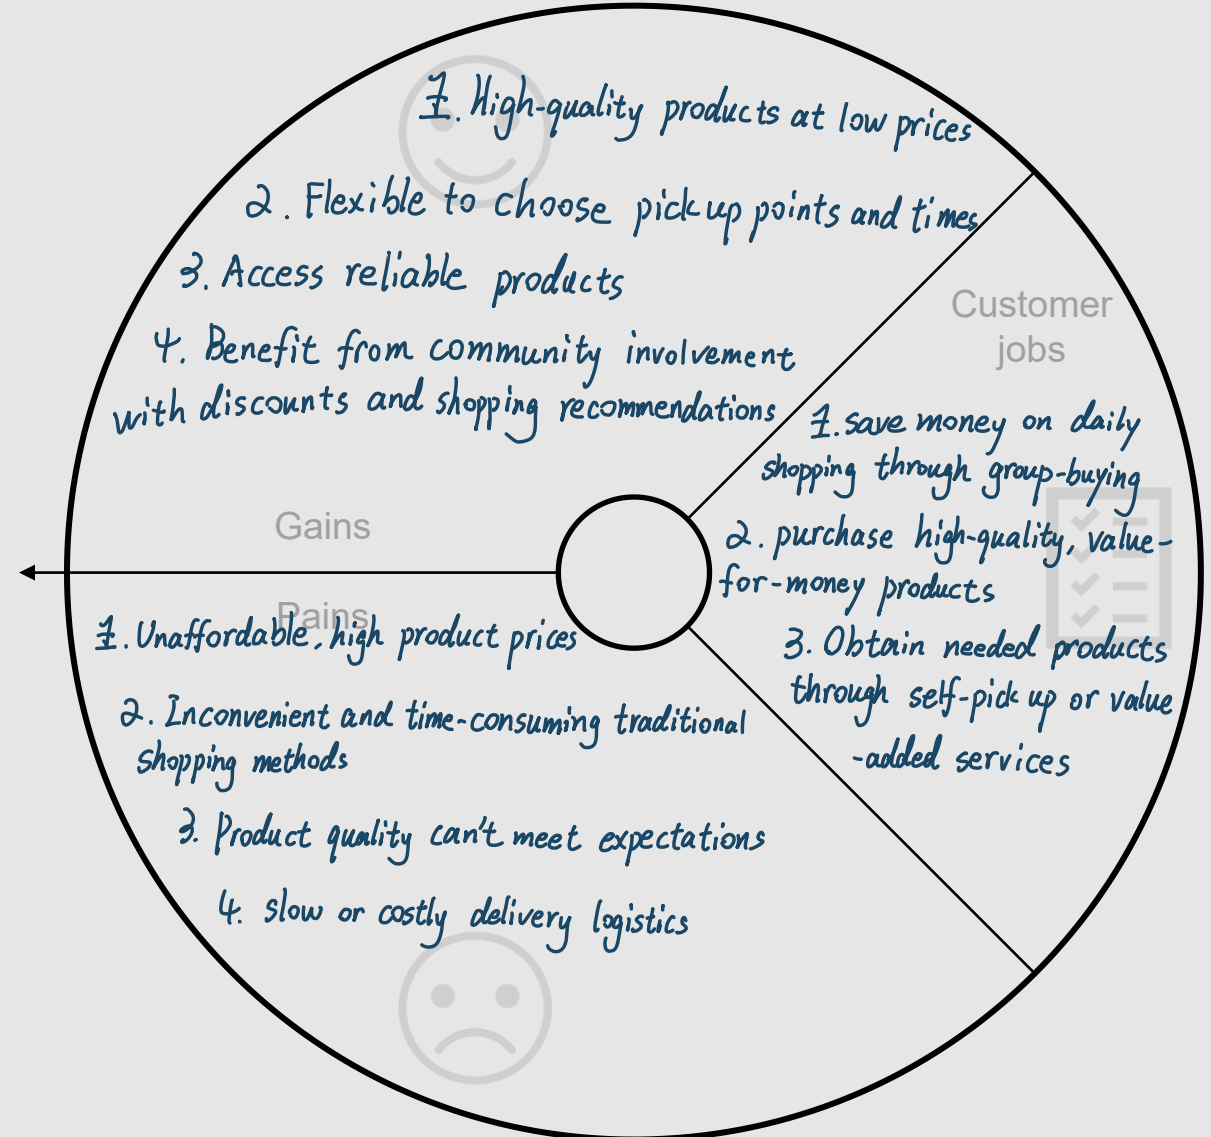 1. High-quality products at low prices
2. Flexible to choose pick up points and times
3. Access reliable products
4. Benefit from community involvement
with discounts and shopping recommendations
Gains
Customer
jobs
1. save money on daily
shopping through group-buying
2. purchase high-quality, value-
for-money products
3. Obtain needed products
through self-pick up or value
-added services
Pains
1. Unaffordable, high product prices
2. Inconvenient and time-consuming traditional
shopping methods
3. Product quality can't meet expectations
4. slow or costly delivery logistics